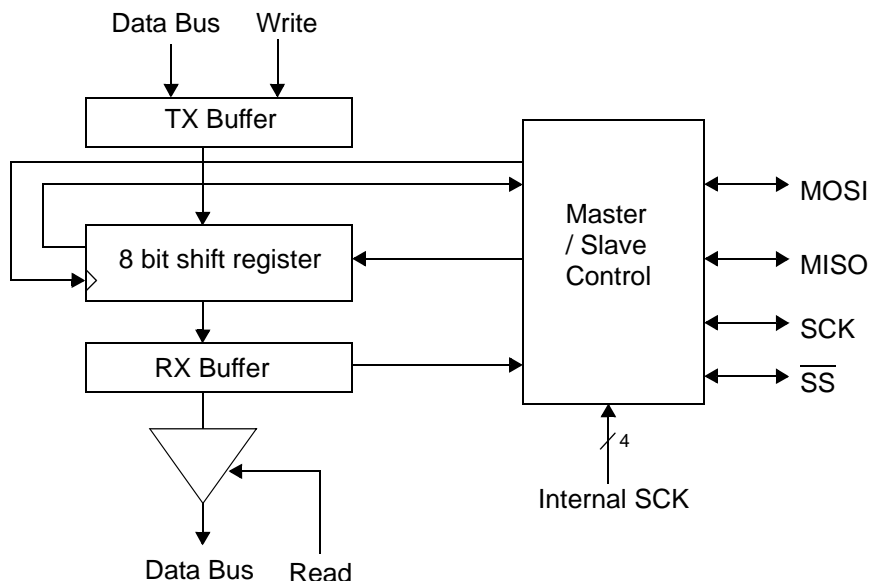 Data Bus
Write
TX Buffer
8 bit shift register
RX Buffer
Data Bus
Read
Master
/ Slave
Control
MOSI
MISO
SCK
S̅S̅
4
Internal SCK